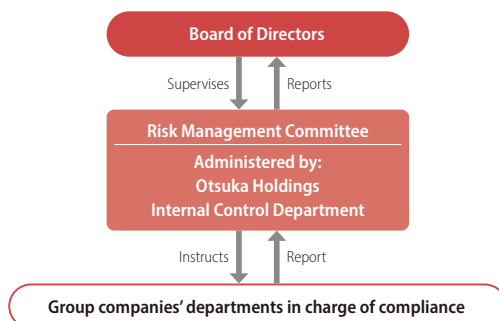 Board of Directors
Supervises
Reports
Risk Management Committee
Administered by:
Otsuka Holdings
Internal Control Department
Instructs
Report
Group companies’ departments in charge of compliance